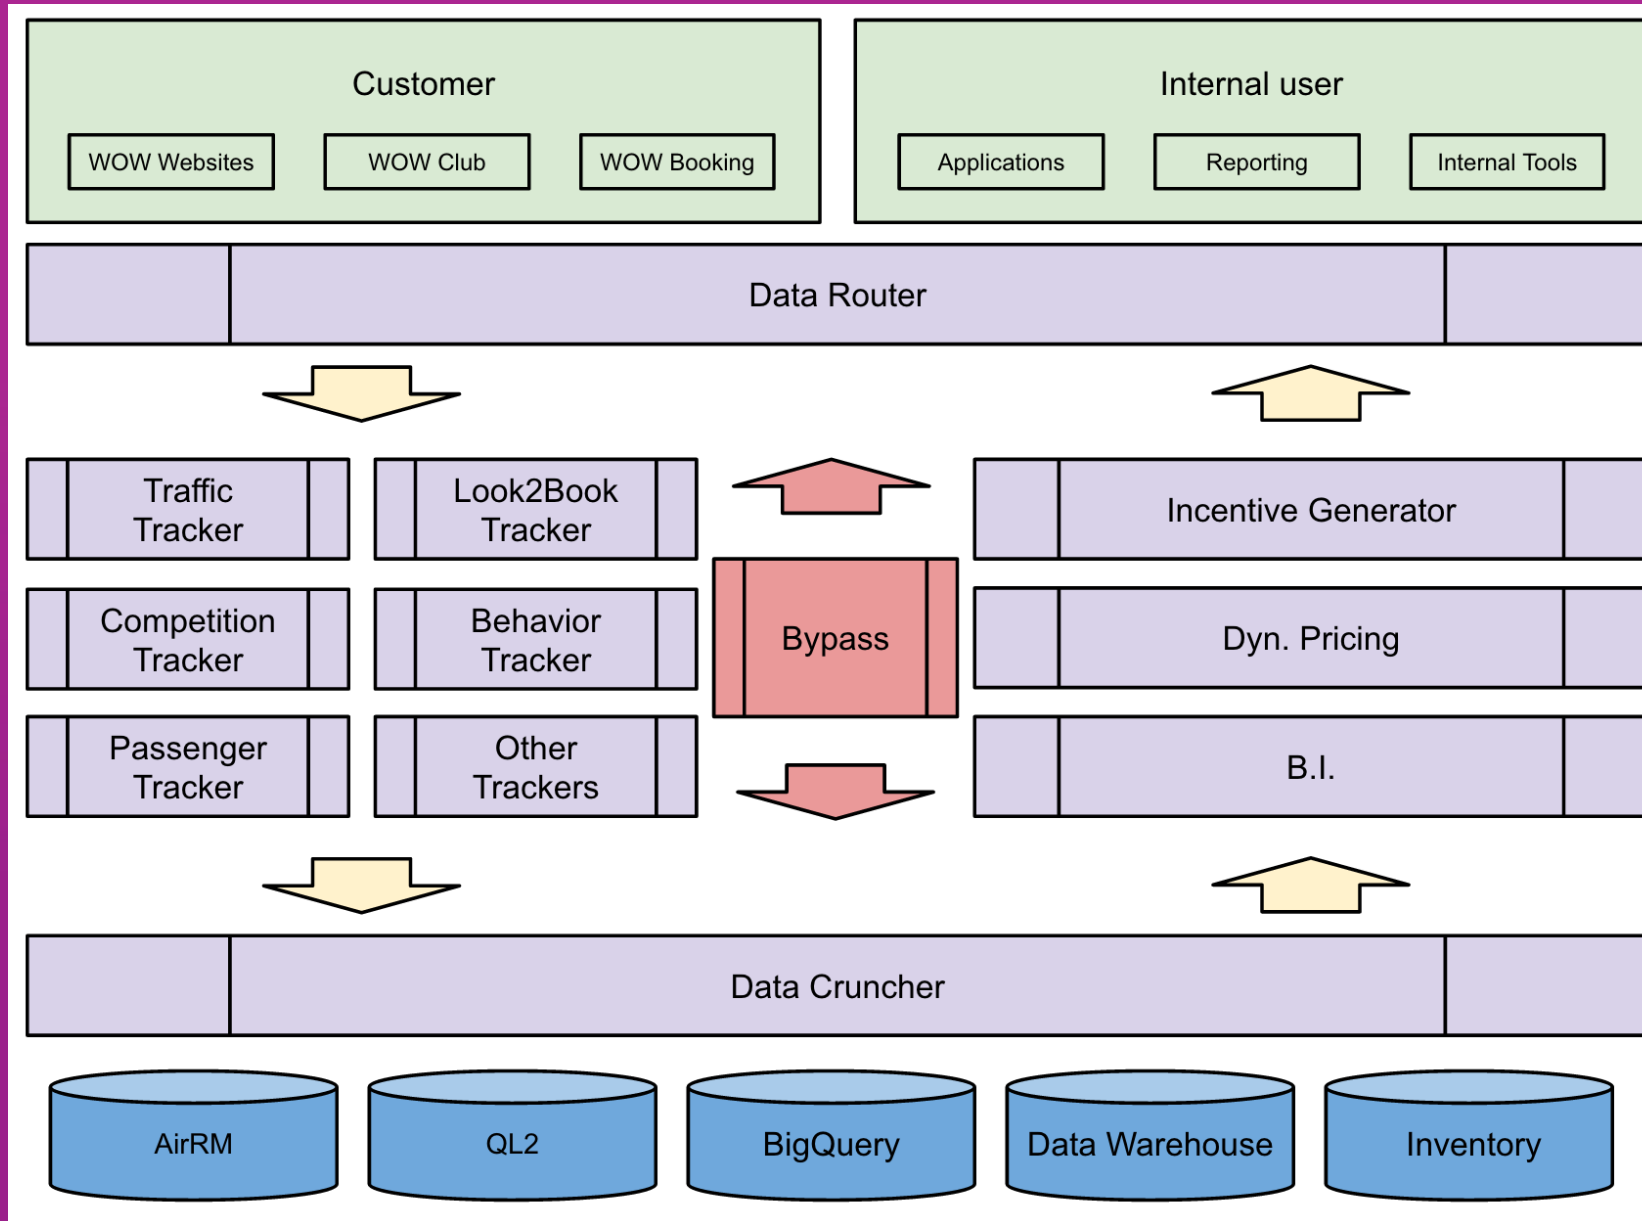 Customer
Internal user
WOW Websites
WOW Club
WOW Booking
Applications
Reporting
Internal Tools
Data Router
Traffic
Tracker
Look2Book
Tracker
Incentive Generator
Competition
Tracker
Behavior
Tracker
Bypass
Dyn. Pricing
Passenger
Tracker
Other
Trackers
B.I.
Data Cruncher
AirRM
QL2
BigQuery
Data Warehouse
Inventory